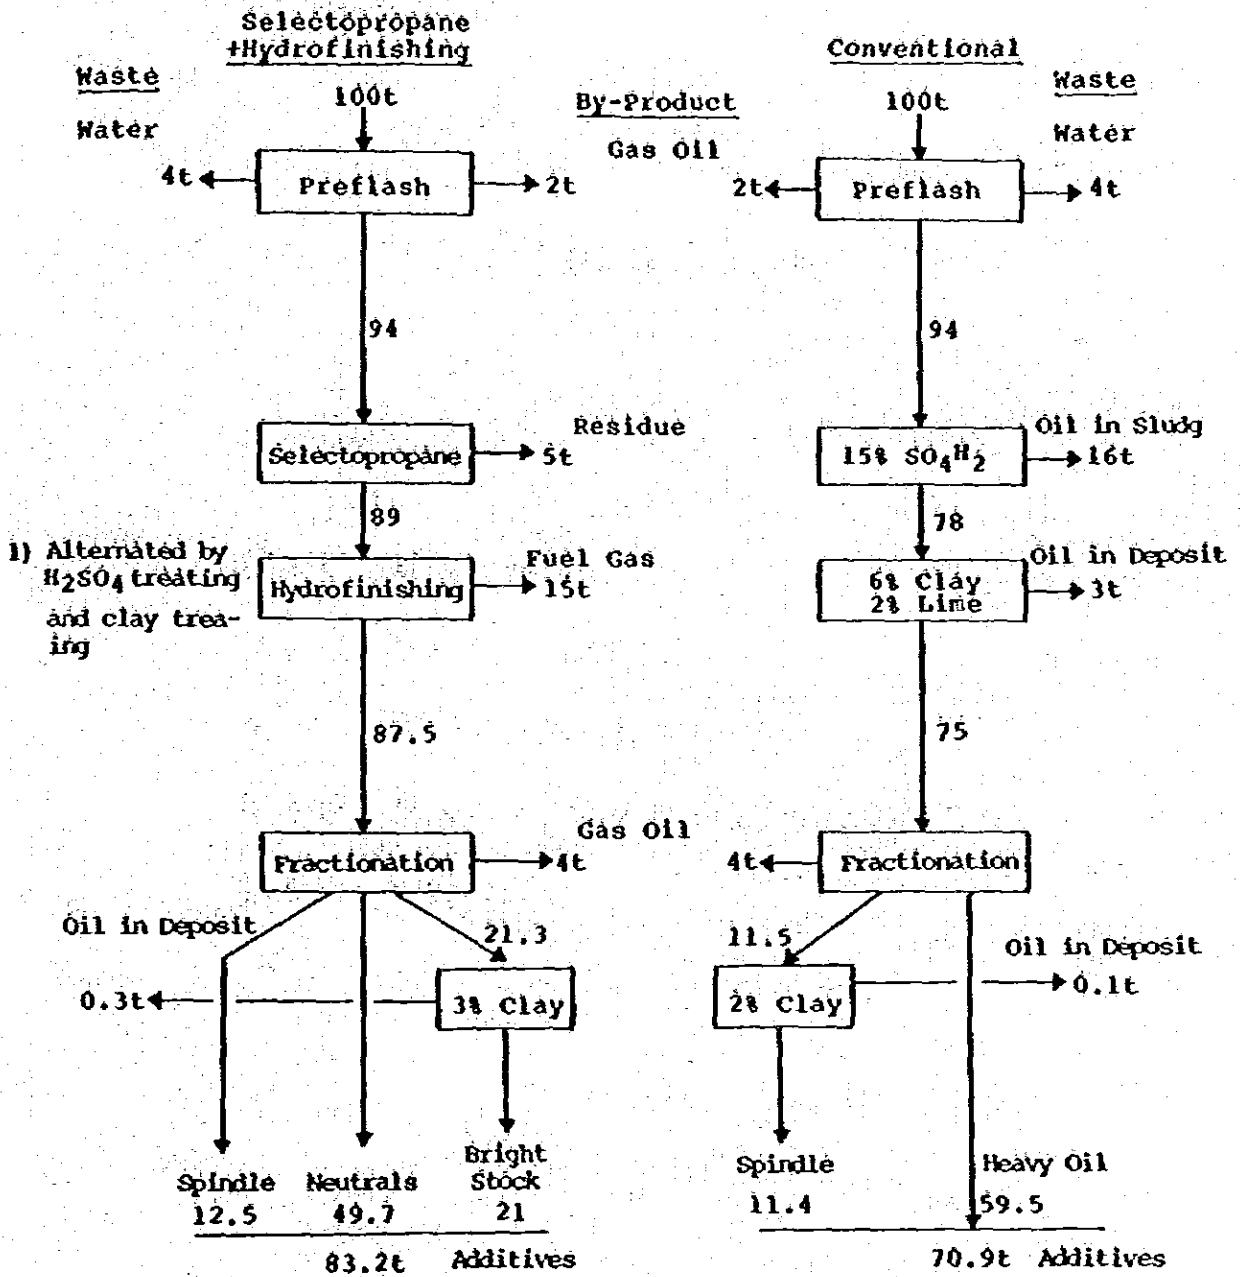 Selectopropane
+Hydrofinishing
Waste
Water
100t
4t
Preflash
2t
By-Product
Gas Oil
94
Selectopropane
Residue
5t
89
1) Alternated by
H2SO4 treating
and clay trea-
ing
Hydrofinishing
Fuel Gas
15t
87.5
Fractionation
Gas Oil
4t
Oil in Deposit
21.3
0.3t
3% Clay
Spindle
12.5
Neutrals
49.7
Bright
Stock
21
83.2t Additives
Conventional
100t
Waste
Water
2t
Preflash
4t
94
15% SO4H2
Oil in Sludg
16t
78
6% Clay
2% Lime
Oil in Deposit
3t
75
4t
Fractionation
11.5
2% Clay
Oil in Deposit
0.1t
Spindle
11.4
Heavy Oil
59.5
70.9t Additives